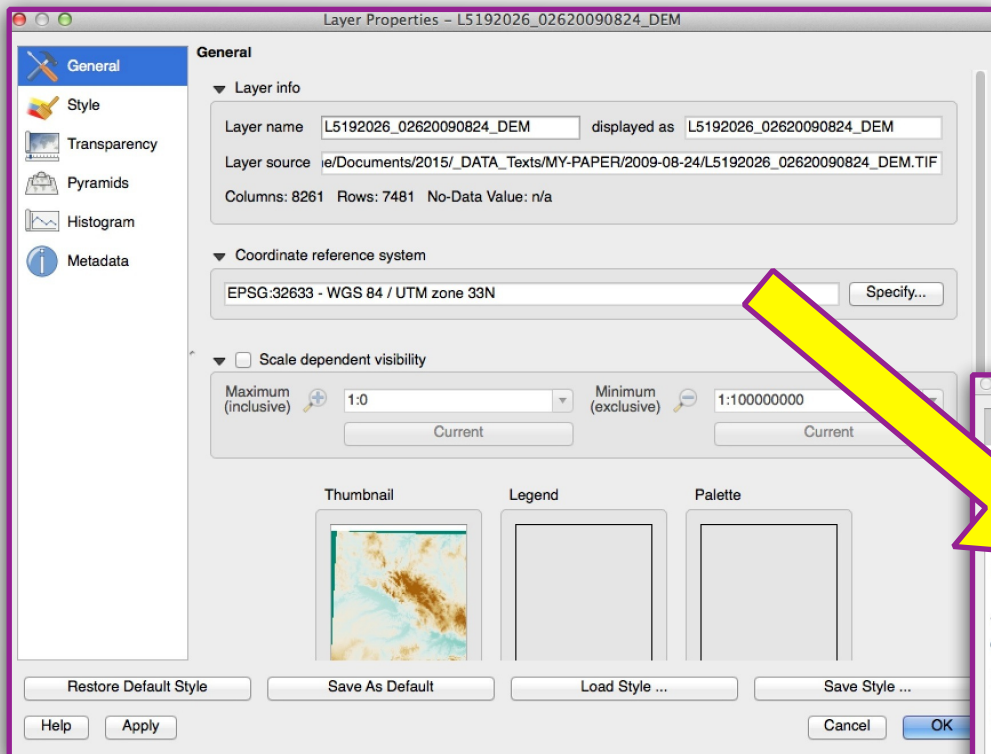 Layer Properties – L5192026_02620090824_DEM
General
Style
Transparency
Pyramids
Histogram
Metadata
General
Layer info
Layer name L5192026_02620090824_DEM displayed as L5192026_02620090824_DEM
Layer source e/Documents/2015/_DATA_Texts/MY-PAPER/2009-08-24/L5192026_02620090824_DEM.TIF
Columns: 8261 Rows: 7481 No-Data Value: n/a
Coordinate reference system
EPSG:32633 - WGS 84 / UTM zone 33N Specify...
Scale dependent visibility
Maximum (inclusive) 1:0 Minimum (exclusive) 1:100000000
Current Current
Thumbnail Legend Palette
Restore Default Style Save As Default Load Style ... Save Style ...
Help Apply Cancel OK